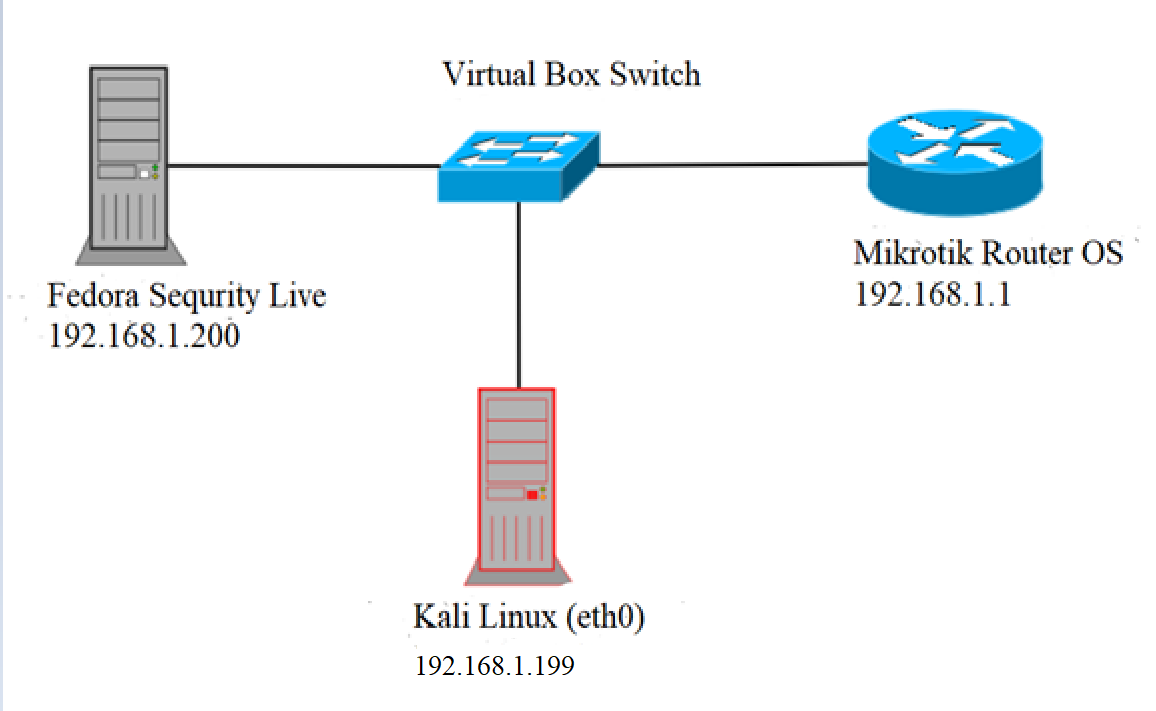 Virtual Box Switch
Fedora Sequrity Live
192.168.1.200
Mikrotik Router OS
192.168.1.1
Kali Linux (eth0)
192.168.1.199